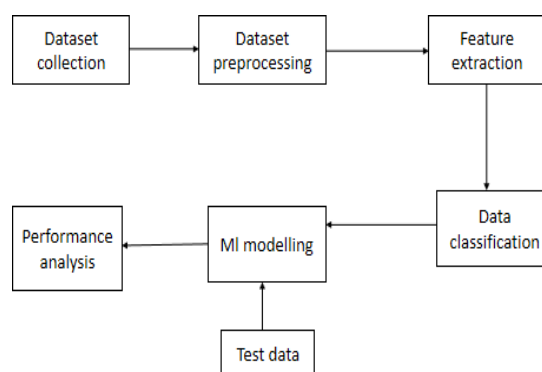 Dataset
collection
Dataset
preprocessing
Feature
extraction
Data
classification
Ml modelling
Performance
analysis
Test data